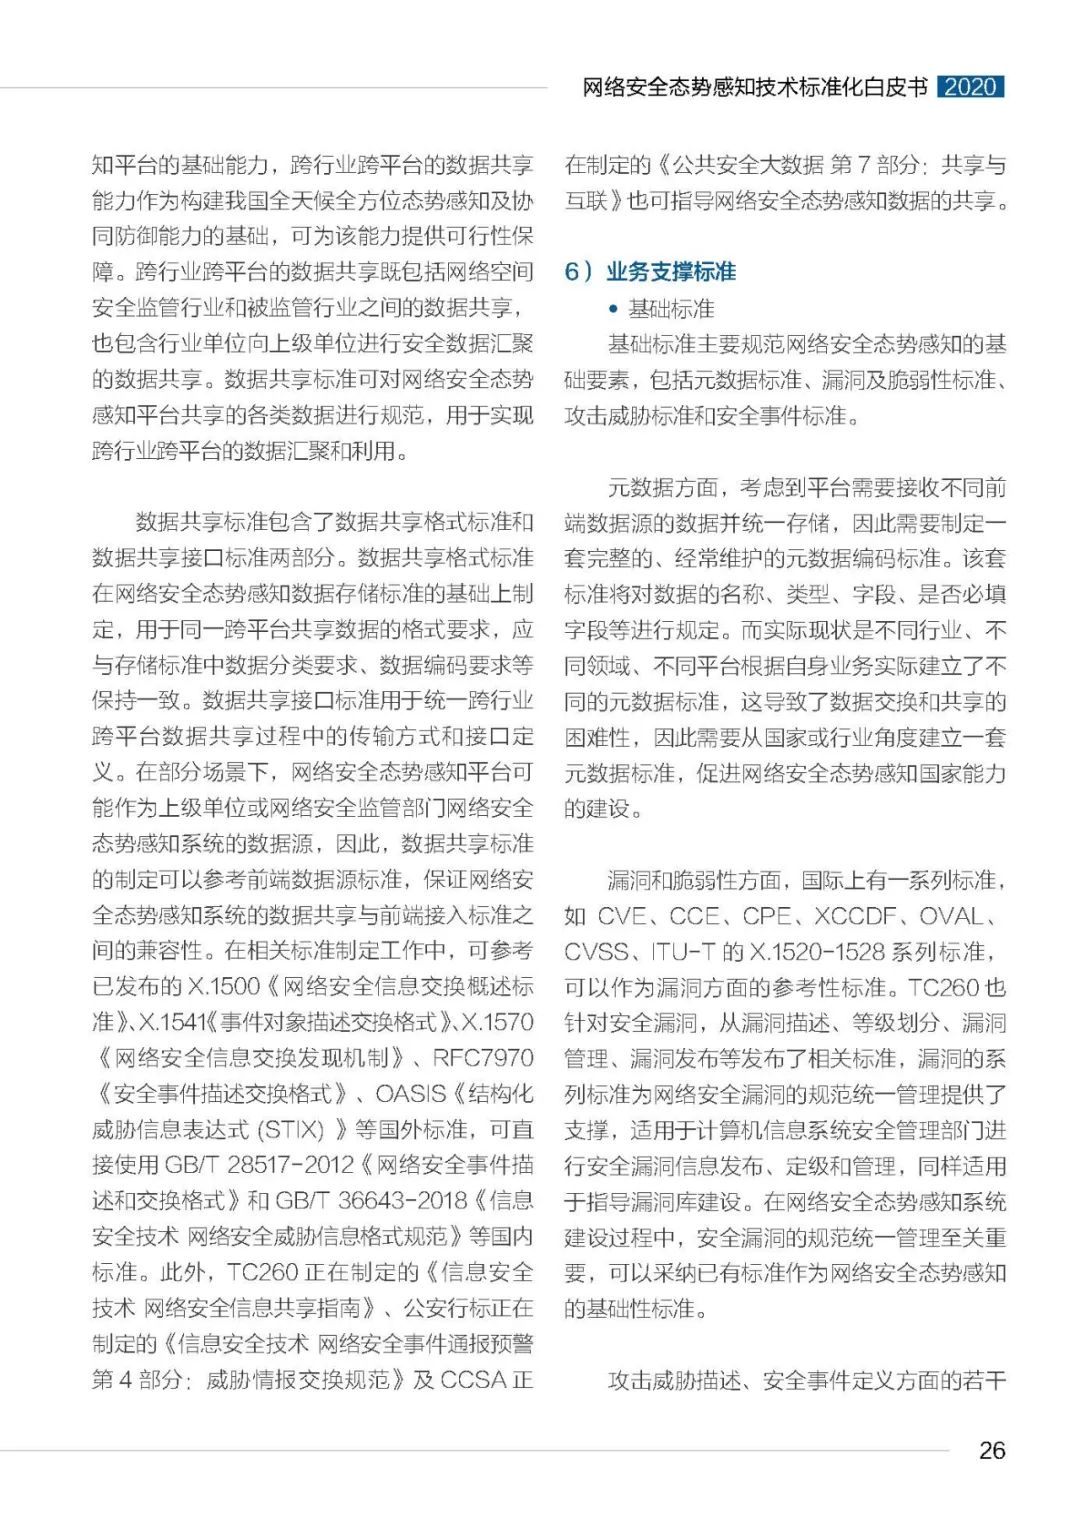 网络安全态势感知技术标准化白皮书 2020
知平台的基础能力，跨行业跨平台的数据共享
能力作为构建我国全天候全方位态势感知及协
同防御能力的基础，可为该能力提供可行性保
障。跨行业跨平台的数据共享既包括网络空间
安全监管行业和被监管行业之间的数据共享，
也包含行业单位向上级单位进行安全数据汇聚
的数据共享。数据共享标准可对网络安全态势
感知平台共享的各类数据进行规范，用于实现
跨行业跨平台的数据汇聚和利用。
数据共享标准包含了数据共享格式标准和
数据共享接口标准两部分。数据共享格式标准
在网络安全态势感知数据存储标准的基础上制
定，用于同一跨平台共享数据的格式要求，应
与存储标准中数据分类要求、数据编码要求等
保持一致。数据共享接口标准用于统一跨行业
跨平台数据共享过程中的传输方式和接口定
义。在部分场景下，网络安全态势感知平台可
能作为上级单位或网络安全监管部门网络安全
态势感知系统的数据源，因此，数据共享标准
的制定可以参考前端数据源标准，保证网络安
全态势感知系统的数据共享与前端接入标准之
间的兼容性。在相关标准制定工作中，可参考
已发布的 X.1500《网络安全信息交换概述标
准》、X.1541《事件对象描述交换格式》、X.1570
《网络安全信息交换发现机制》、RFC7970
《安全事件描述交换格式》、OASIS《结构化
威胁信息表达式 (STIX) 》等国外标准，可直
接使用 GB/T 28517-2012《网络安全事件描
述和交换格式》和 GB/T 36643-2018《信息
安全技术 网络安全威胁信息格式规范》等国内
标准。此外，TC260 正在制定的《信息安全
技术 网络安全信息共享指南》、公安行标正在
制定的《信息安全技术 网络安全事件通报预警
第 4 部分：威胁情报交换规范》及 CCSA 正
在制定的《公共安全大数据 第 7 部分：共享与
互联》也可指导网络安全态势感知数据的共享。
6）业务支撑标准
• 基础标准
基础标准主要规范网络安全态势感知的基
础要素，包括元数据标准、漏洞及脆弱性标准、
攻击威胁标准和安全事件标准。
元数据方面，考虑到平台需要接收不同前
端数据源的数据并统一存储，因此需要制定一
套完整的、经常维护的元数据编码标准。该套
标准将对数据的名称、类型、字段、是否必填
字段等进行规定。而实际现状是不同行业、不
同领域、不同平台根据自身业务实际建立了不
同的元数据标准，这导致了数据交换和共享的
困难性，因此需要从国家或行业角度建立一套
元数据标准，促进网络安全态势感知国家能力
的建设。
漏洞和脆弱性方面，国际上有一系列标准，
如 CVE、CCE、CPE、XCCDF、OVAL、
CVSS、ITU-T 的 X.1520-1528 系列标准，
可以作为漏洞方面的参考性标准。TC260 也
针对安全漏洞，从漏洞描述、等级划分、漏洞
管理、漏洞发布等发布了相关标准，漏洞的系
列标准为网络安全漏洞的规范统一管理提供了
支撑，适用于计算机信息系统安全管理部门进
行安全漏洞信息发布、定级和管理，同样适用
于指导漏洞库建设。在网络安全态势感知系统
建设过程中，安全漏洞的规范统一管理至关重
要，可以采纳已有标准作为网络安全态势感知
的基础性标准。
攻击威胁描述、安全事件定义方面的若干
26